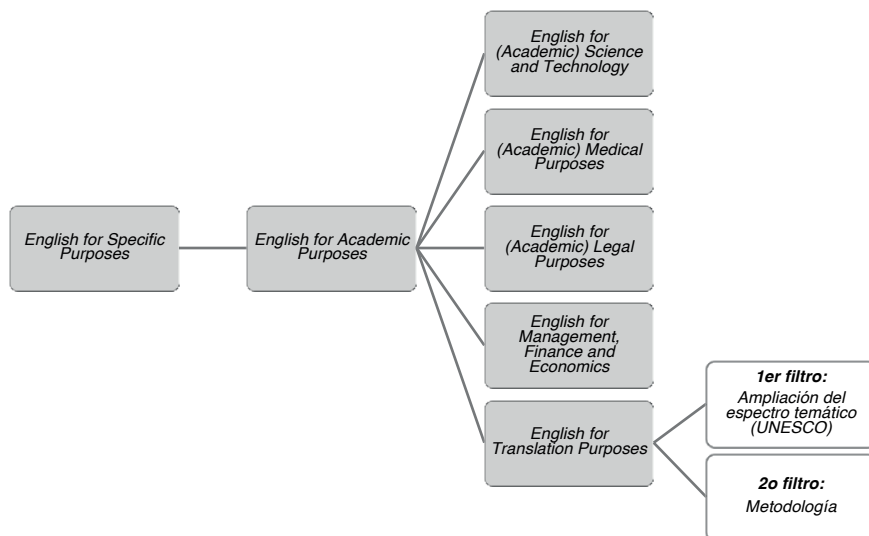 English for
(Academic) Science
and Technology
English for
(Academic) Medical
Purposes
English for Specific
Purposes
English for Academic
Purposes
English for
(Academic) Legal
Purposes
English for
Management,
Finance and
Economics
English for
Translation Purposes
1er filtro:
Ampliación del
espectro temático
(UNESCO)
2o filtro:
Metodología